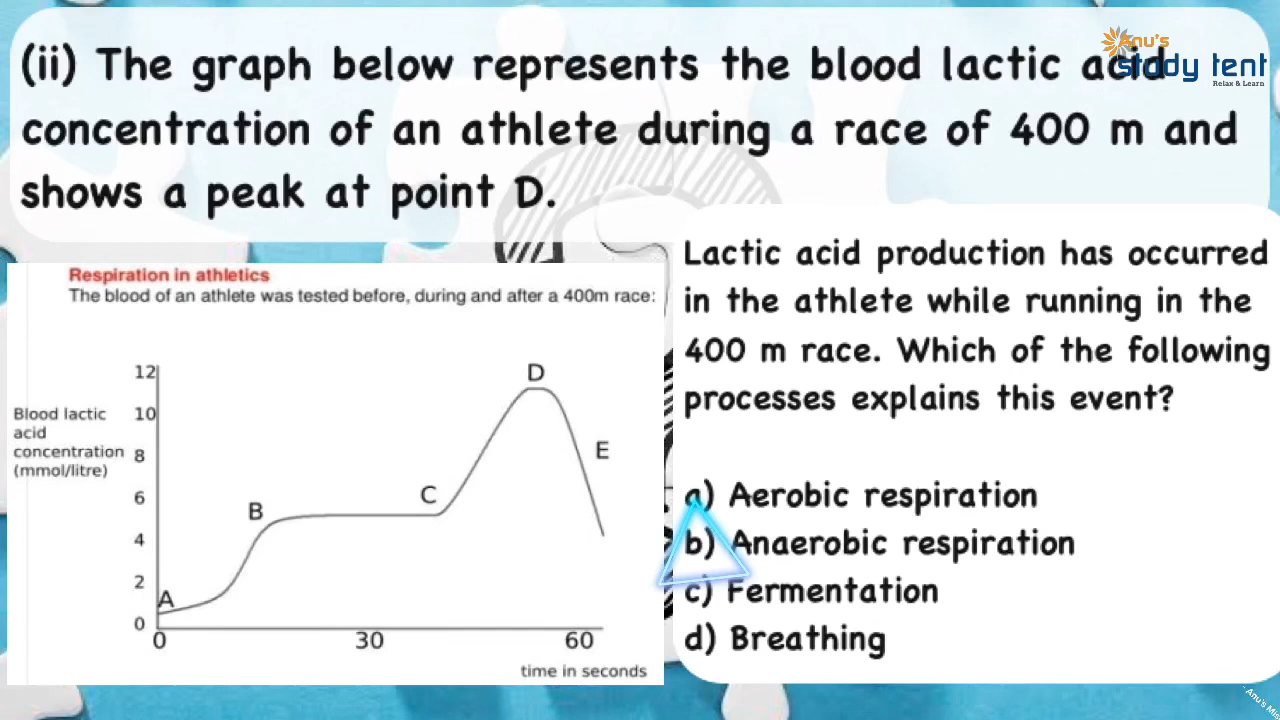 Anu's
study tent
Relax & Learn
(ii) The graph below represents the blood lactic acid
concentration of an athlete during a race of 400 m and
shows a peak at point D.
Respiration in athletics
The blood of an athlete was tested before, during and after a 400m race:
12
10
8
6
4
2
0
Blood lactic
acid
concentration
(mmol/litre)
A
B
C
D
E
0 30 60
time in seconds
Lactic acid production has occurred
in the athlete while running in the
400 m race. Which of the following
processes explains this event?
a) Aerobic respiration
b) Anaerobic respiration
c) Fermentation
d) Breathing
- Anu's